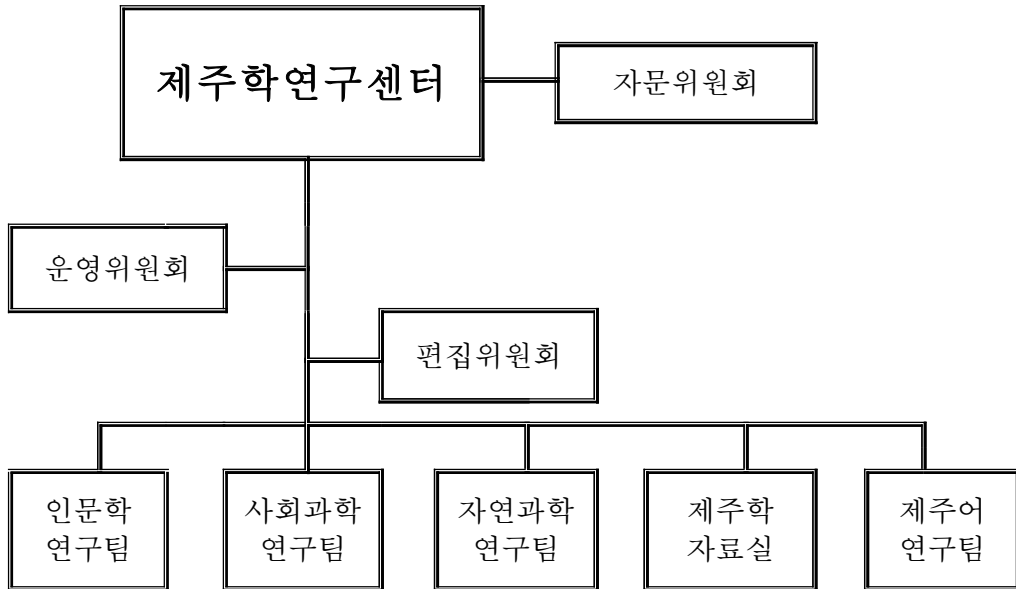 제주학연구센터
자문위원회
운영위원회
편집위원회
인문학
연구팀
사회과학
연구팀
자연과학
연구팀
제주학
자료실
제주어
연구팀